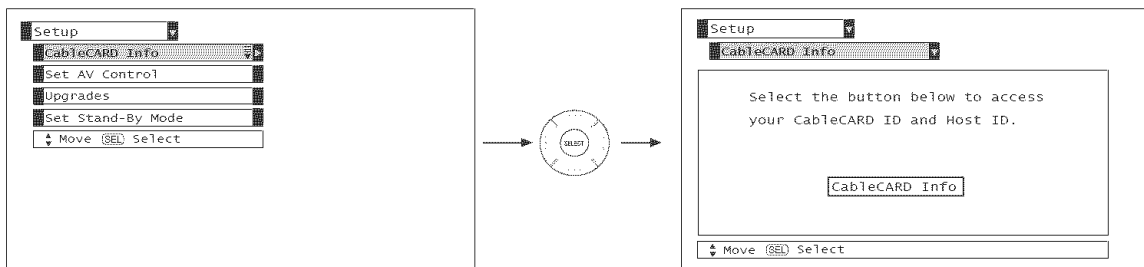 Setup
CableCARD Info
Set AV Control
Upgrades
Set Stand-By Mode
Move SEL Select
SELECT
Setup
CableCARD Info
Select the button below to access
your CableCARD ID and Host ID.
CableCARD Info
Move SEL Select